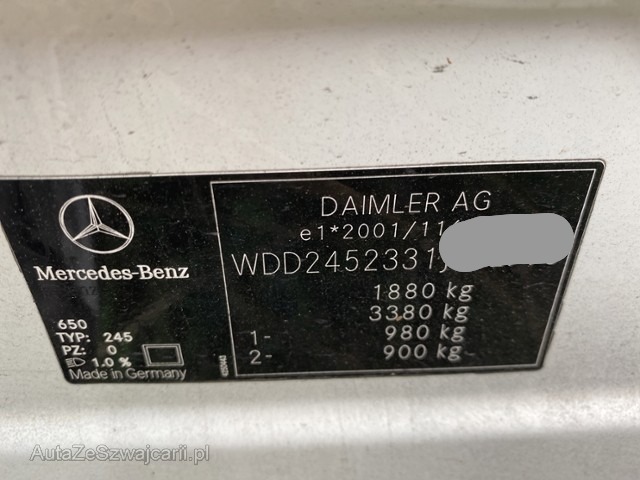 DAIMLER AG
e1*2001/11
WDD2452331J
1880 kg
3380 kg
1- 980 kg
2- 900 kg
Mercedes-Benz
650
TYP: 245
PZ: 0
1.0 %
Made in Germany
AutaZeSzwajcarii.pl